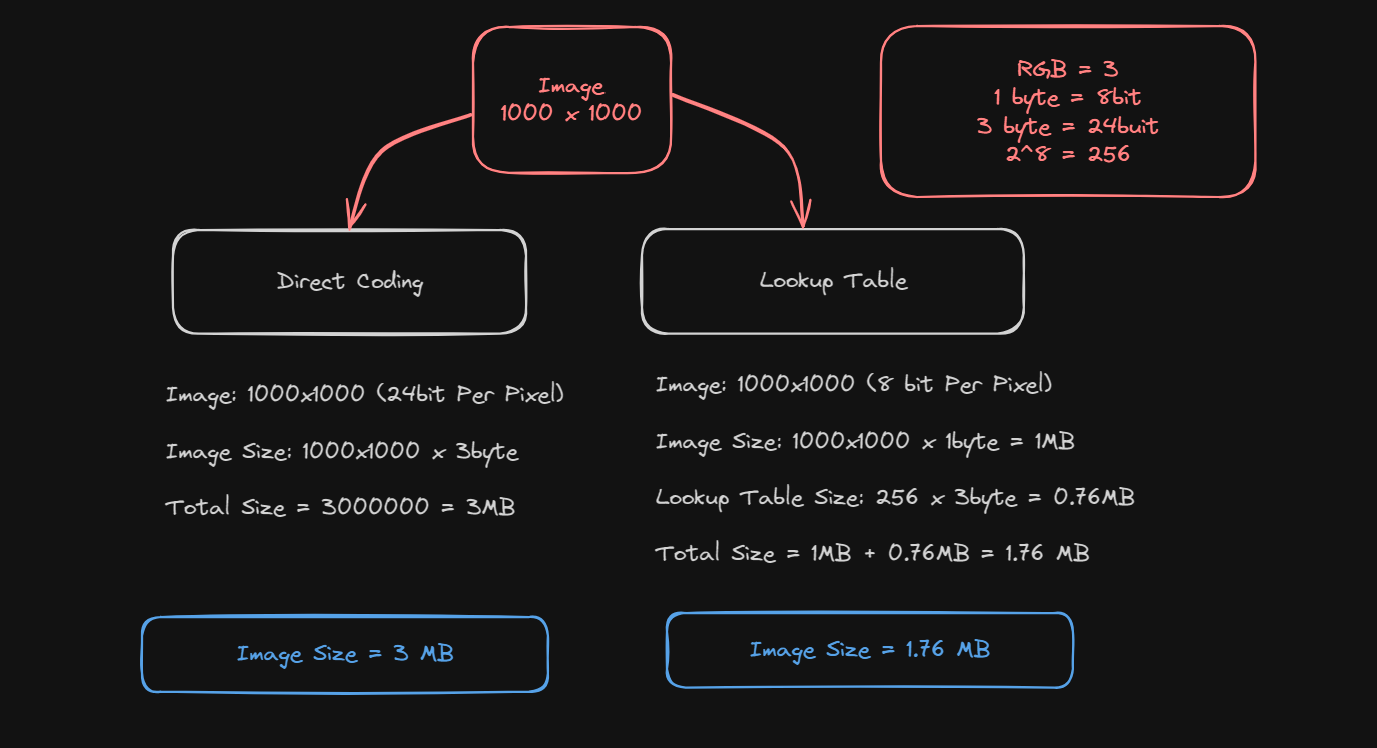 Image
1000 x 1000
RGB = 3
1 byte = 8bit
3 byte = 24buit
2^8 = 256
Direct Coding
Image: 1000x1000 (24bit Per Pixel)
Image Size: 1000x1000 x 3byte
Total Size = 3000000 = 3MB
Image Size = 3 MB
Lookup Table
Image: 1000x1000 (8 bit Per Pixel)
Image Size: 1000x1000 x 1byte = 1MB
Lookup Table Size: 256 x 3byte = 0.76MB
Total Size = 1MB + 0.76MB = 1.76 MB
Image Size = 1.76 MB